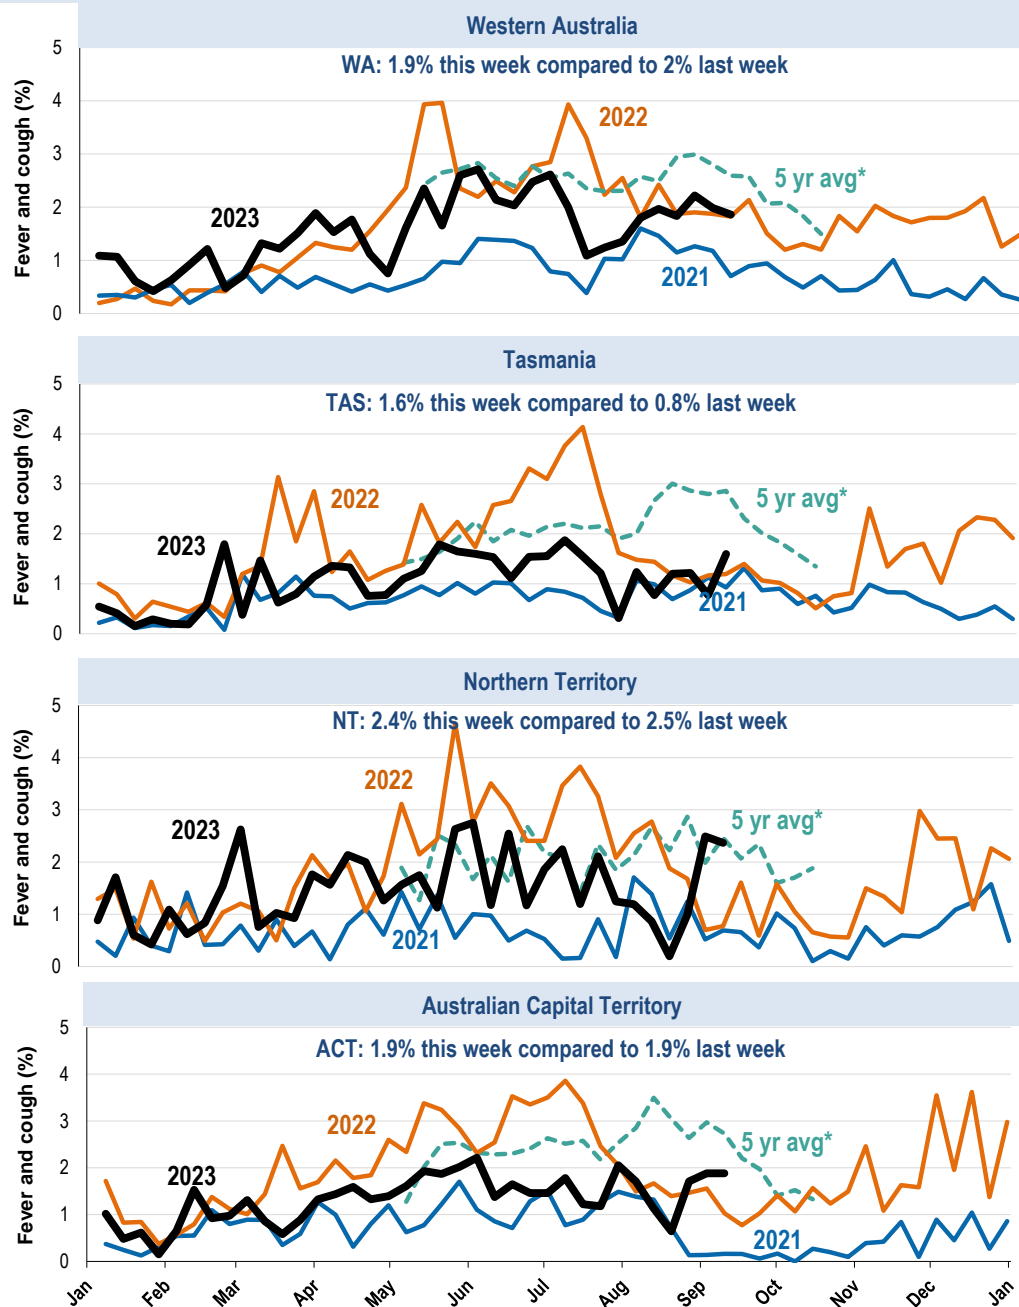 Western Australia
WA: 1.9% this week compared to 2% last week
Fever and cough (%)
5
4
3
2
1
0
2022
5 yr avg*
2023
2021
Tasmania
TAS: 1.6% this week compared to 0.8% last week
Fever and cough (%)
5
4
3
2
1
0
2022
5 yr avg*
2023
2021
Northern Territory
NT: 2.4% this week compared to 2.5% last week
Fever and cough (%)
5
4
3
2
1
0
2022
2023
5 yr avg*
2021
Australian Capital Territory
ACT: 1.9% this week compared to 1.9% last week
Fever and cough (%)
5
4
3
2
1
0
2022
5 yr avg*
2023
2021
Jan Feb Mar Apr May Jun Jul Aug Sep Oct Nov Dec Jan